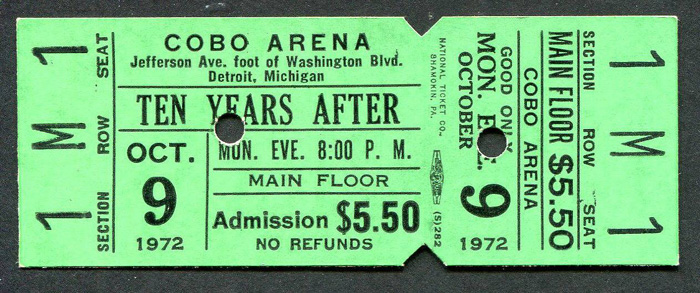 SECTION ROW SEAT
1 M 1
COBO ARENA
Jefferson Ave. foot of Washington Blvd.
Detroit, Michigan
TEN YEARS AFTER
OCT.
9
1972
MON. EVE. 8:00 P. M.
MAIN FLOOR
Admission $5.50
NO REFUNDS
NATIONAL TICKET CO.
SHAMOKIN, PA.
(S)282
GOOD ONLY
MON. EVE.
OCTOBER 9
1972
COBO ARENA
MAIN FLOOR $5.50
SECTION ROW SEAT
1 M 1